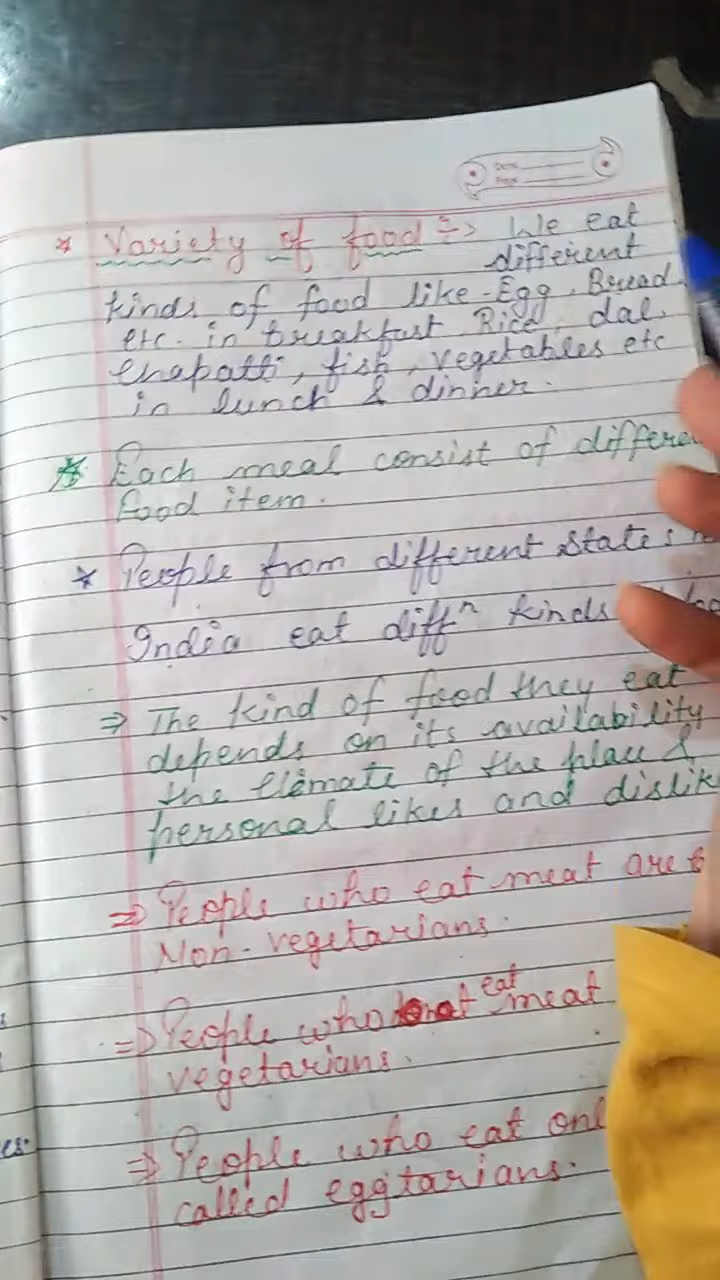 Date
Page
* Variety of food => We eat
different
kinds of food like - Egg, Bread
etc. in breakfast Rice, dal,
chapatti, fish, vegetables etc
in lunch & dinner.
* Each meal consist of differe
food item.
* People from different states
India eat diffⁿ kinds
=> The kind of food they eat
depends on its availability
the climate of the place &
personal likes and dislik
=> People who eat meat are
Non-vegetarians.
=> People who not eat meat
vegetarians.
=> People who eat onl
called eggtarians.